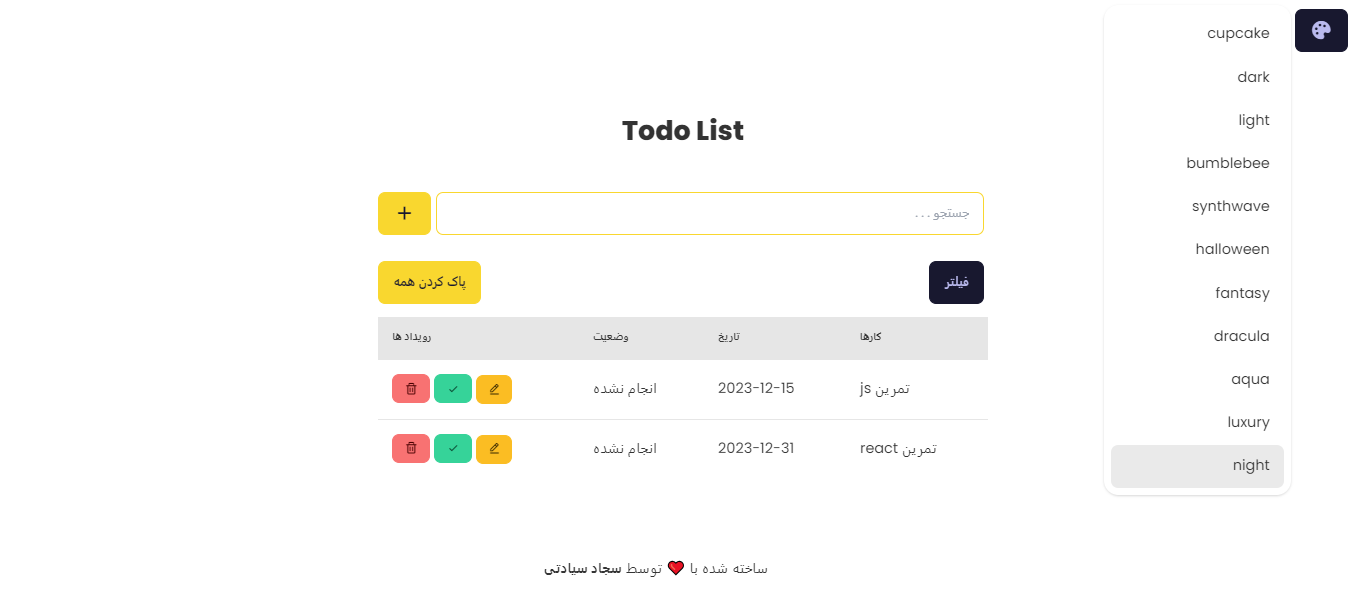 cupcake
dark
light
bumblebee
synthwave
halloween
fantasy
dracula
aqua
luxury
night
Todo List
جستجو . . .
فیلتر
پاک کردن همه
کارها تاریخ وضعیت رویداد ها
تمرین js 2023-12-15 انجام نشده
تمرین react 2023-12-31 انجام نشده
ساخته شده با ❤️ توسط سجاد سیادتی